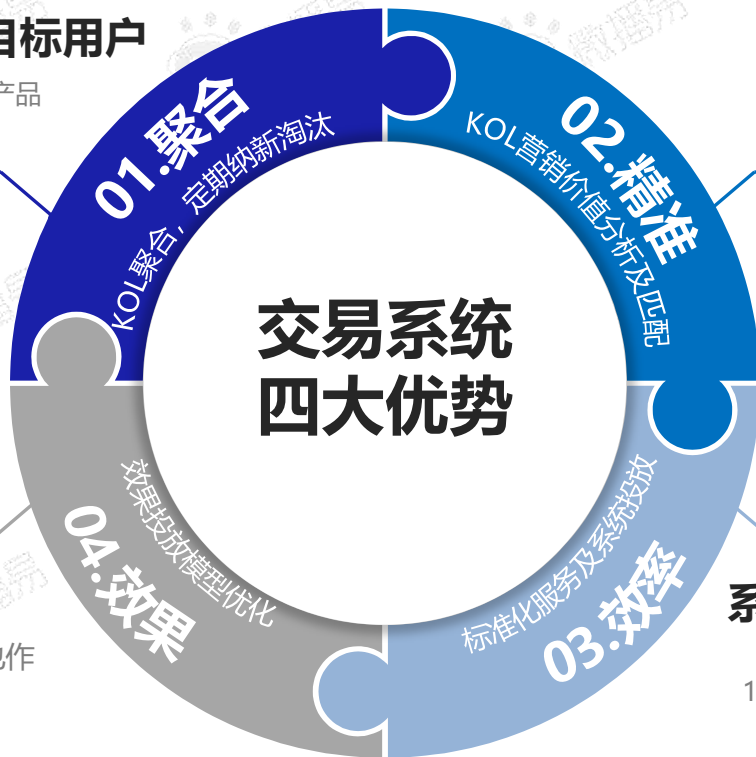 目标用户
产品
01.聚合
KOL聚合，定期纳新淘汰
02.精准
KOL营销价值分析及匹配
交易系统
四大优势
效果投放模型优化
04.效果
标准化服务及系统投放
03.效率
系
作
1
微播易